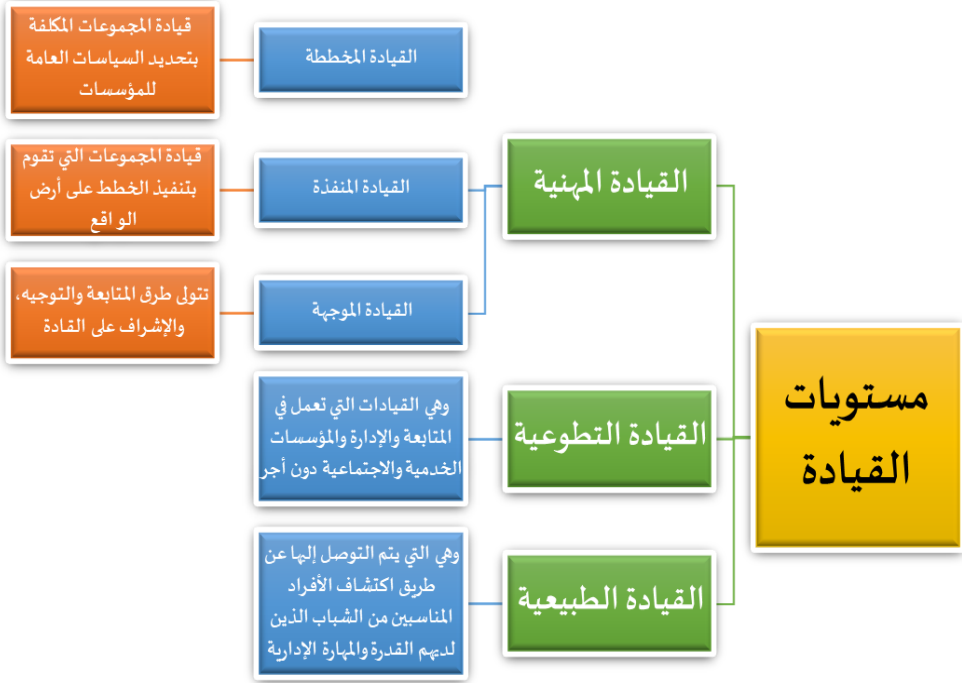 مستويات
القيادة
القيادة المهنية
القيادة المخططة
قيادة المجموعات المكلفة
بتحديد السياسات العامة
للمؤسسات
القيادة المنفذة
قيادة المجموعات التي تقوم
بتنفيذ الخطط على أرض
الواقع
القيادة الموجهة
تتولى طرق المتابعة والتوجيه،
والإشراف على القادة
القيادة التطوعية
وهي القيادات التي تعمل في
المتابعة والإدارة والمؤسسات
الخدمية والاجتماعية دون أجر
القيادة الطبيعية
وهي التي يتم التوصل إليها عن
طريق اكتشاف الأفراد
المناسبين من الشباب الذين
لديهم القدرة والمهارة الإدارية